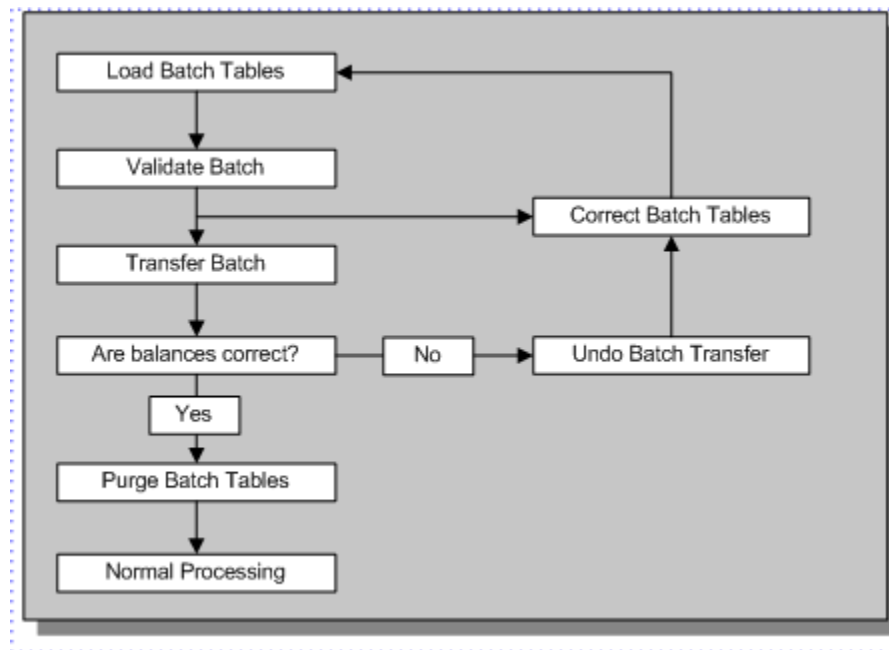 Load Batch Tables
Validate Batch
Correct Batch Tables
Transfer Batch
Are balances correct?
No
Undo Batch Transfer
Yes
Purge Batch Tables
Normal Processing